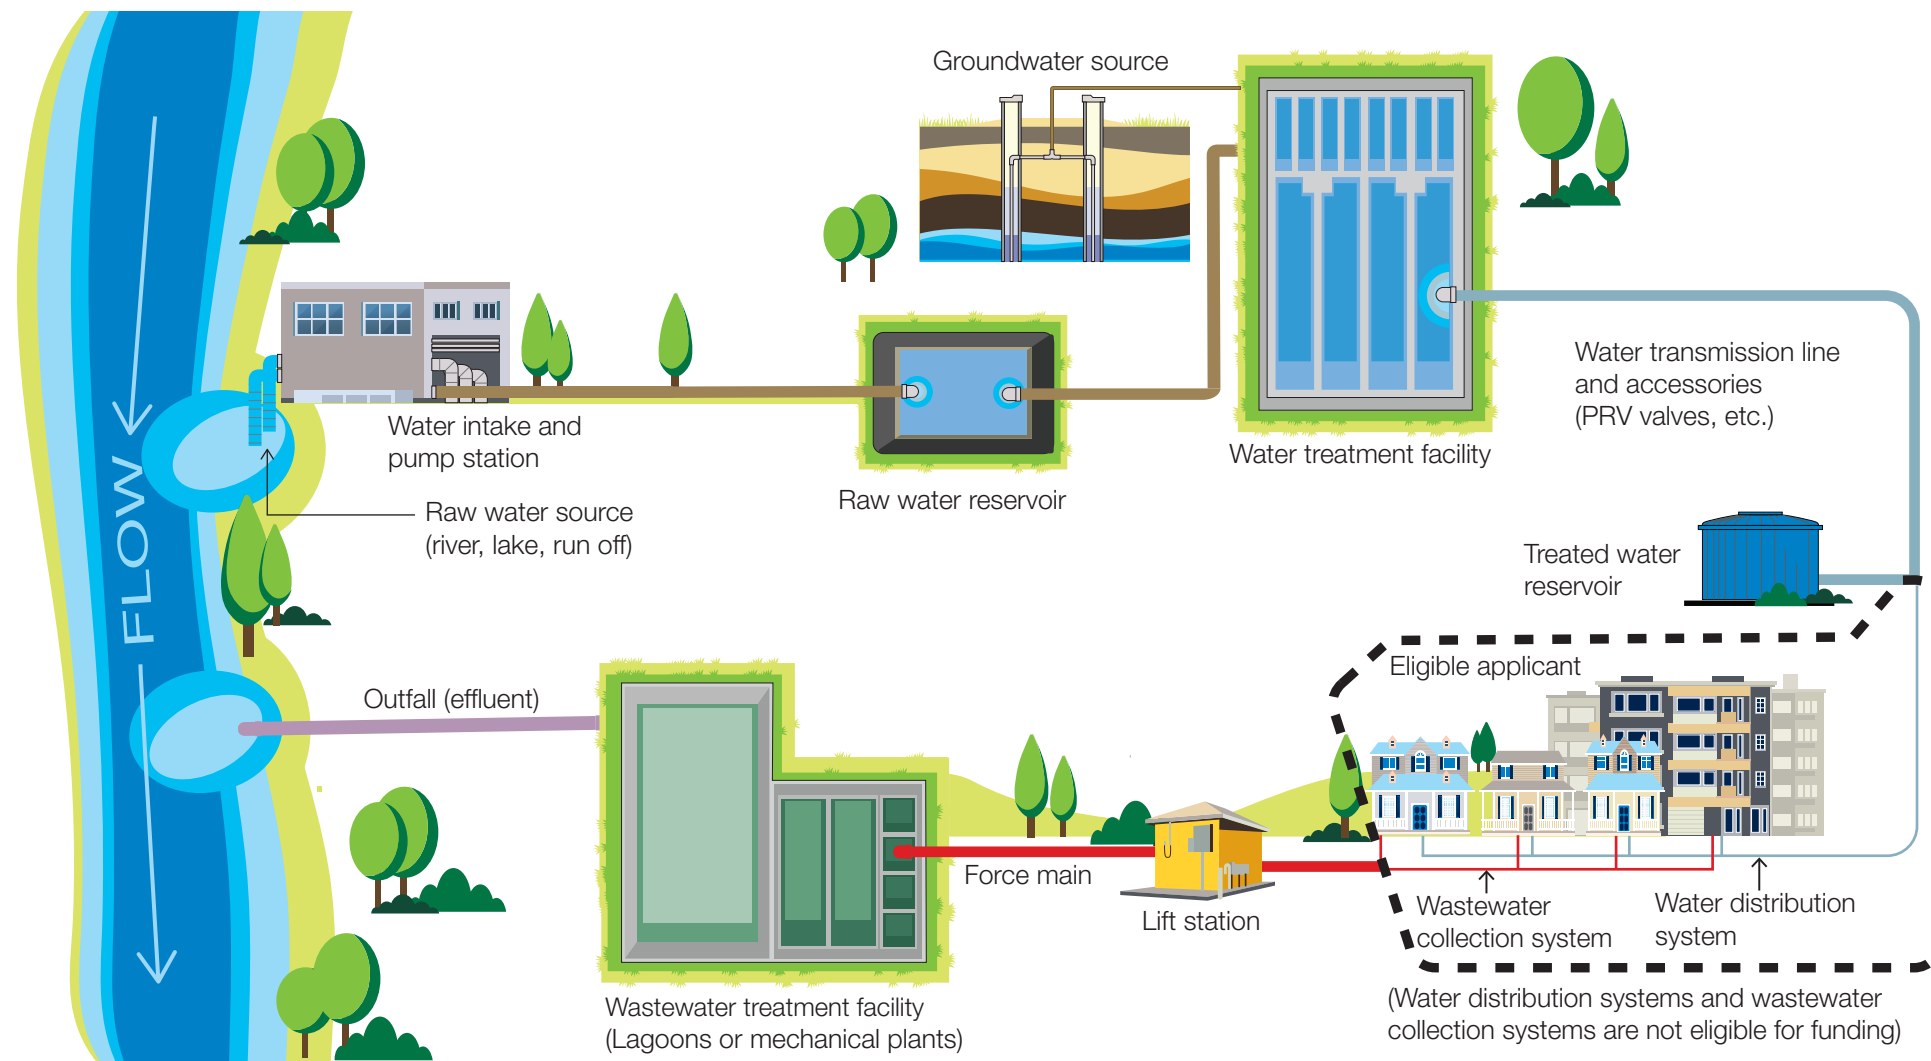 Groundwater source
Water transmission line
and accessories
(PRV valves, etc.)
Water intake and
pump station
Water treatment facility
Raw water reservoir
Raw water source
(river, lake, run off)
FLOW
Treated water
reservoir
Eligible applicant
Outfall (effluent)
Force main
Lift station
Wastewater
collection system
Water distribution
system
Wastewater treatment facility
(Lagoons or mechanical plants)
(Water distribution systems and wastewater
collection systems are not eligible for funding)